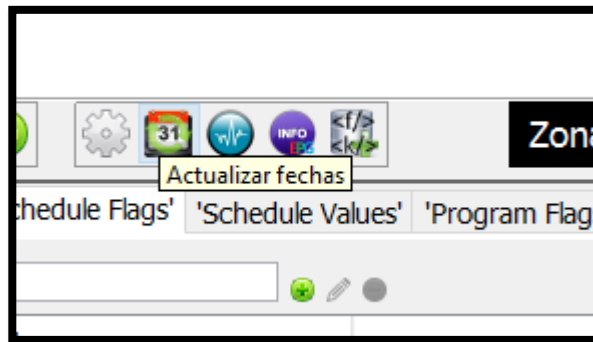 31 INFO EPG <f/> <k/> Zona
Actualizar fechas
chedule Flags' 'Schedule Values' 'Program Flag